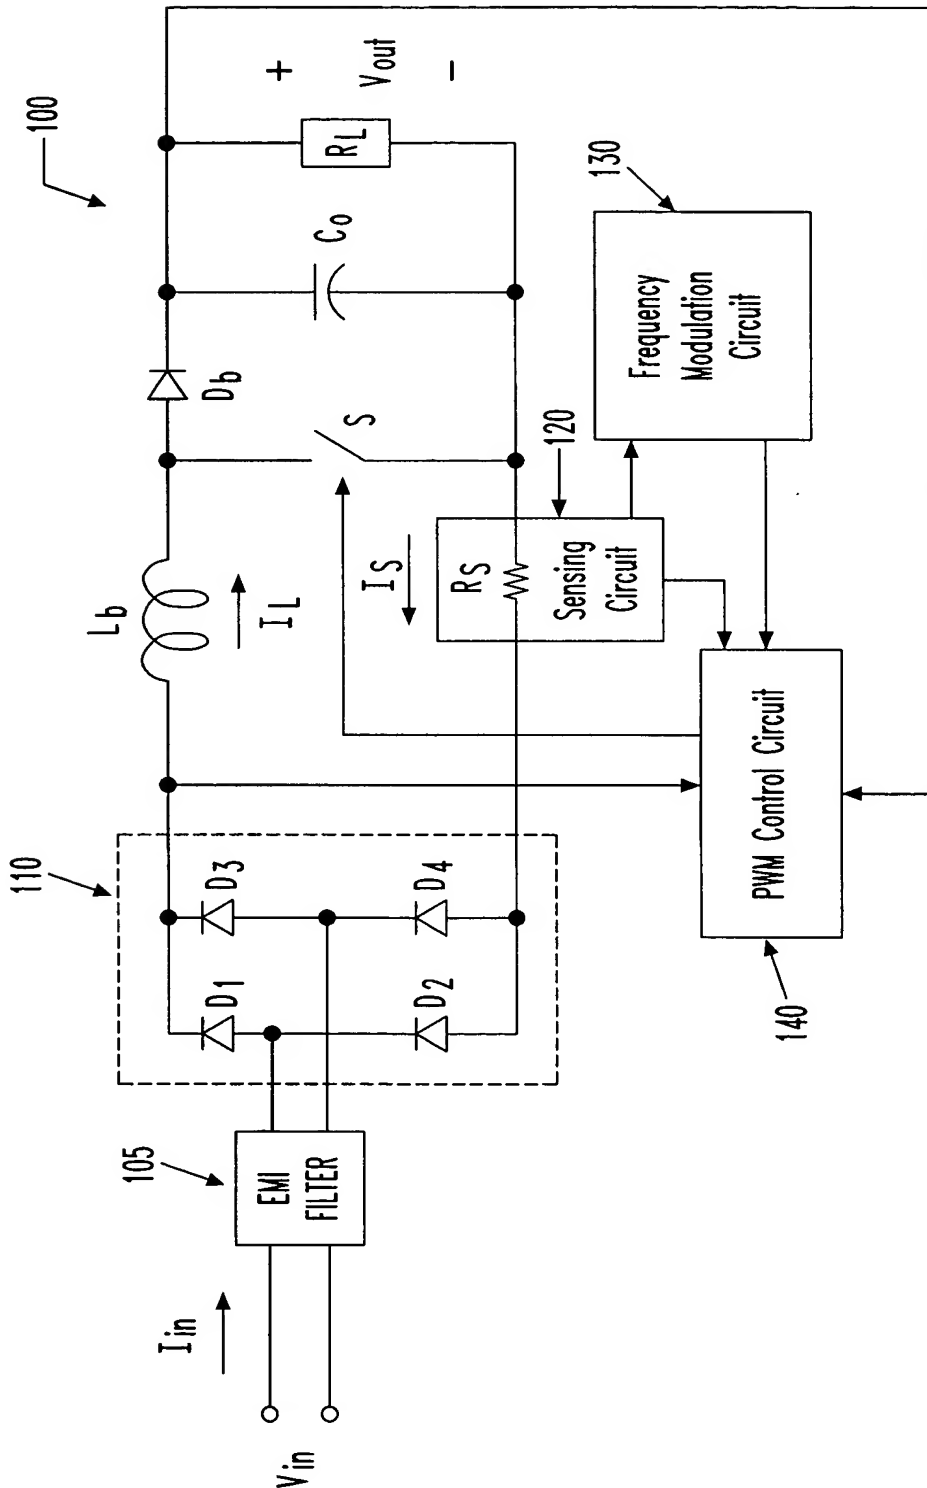 100
110
105
EMI
FILTER
Iin
Vin
D1
D3
D2
D4
Lb
IL
Db
S
Co
RL
+
Vout
-
IS
RS
Sensing
Circuit
120
130
Frequency
Modulation
Circuit
PWM Control Circuit
140